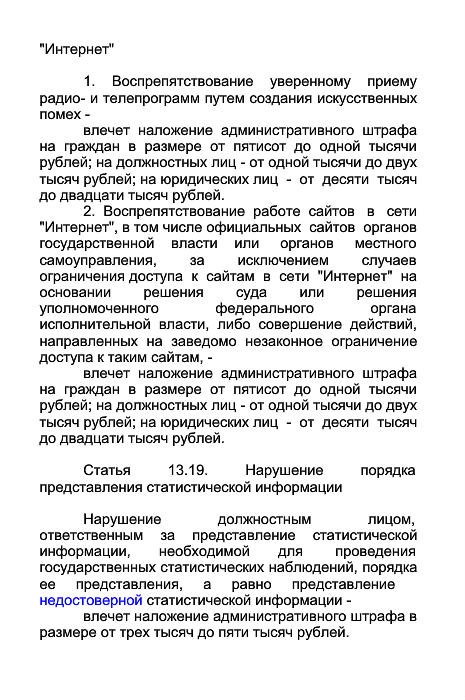 "Интернет"
1. Воспрепятствование уверенному приему
радио- и телепрограмм путем создания искусственных
помех -
влечет наложение административного штрафа
на граждан в размере от пятисот до одной тысячи
рублей; на должностных лиц - от одной тысячи до двух
тысяч рублей; на юридических лиц - от десяти тысяч
до двадцати тысяч рублей.
2. Воспрепятствование работе сайтов в сети
"Интернет", в том числе официальных сайтов органов
государственной власти или органов местного
самоуправления, за исключением случаев
ограничения доступа к сайтам в сети "Интернет" на
основании решения суда или решения
уполномоченного федерального органа
исполнительной власти, либо совершение действий,
направленных на заведомо незаконное ограничение
доступа к таким сайтам, -
влечет наложение административного штрафа
на граждан в размере от пятисот до одной тысячи
рублей; на должностных лиц - от одной тысячи до двух
тысяч рублей; на юридических лиц - от десяти тысяч
до двадцати тысяч рублей.
Статья 13.19. Нарушение порядка
представления статистической информации
Нарушение должностным лицом,
ответственным за представление статистической
информации, необходимой для проведения
государственных статистических наблюдений, порядка
ее представления, а равно представление
недостоверной статистической информации -
влечет наложение административного штрафа в
размере от трех тысяч до пяти тысяч рублей.